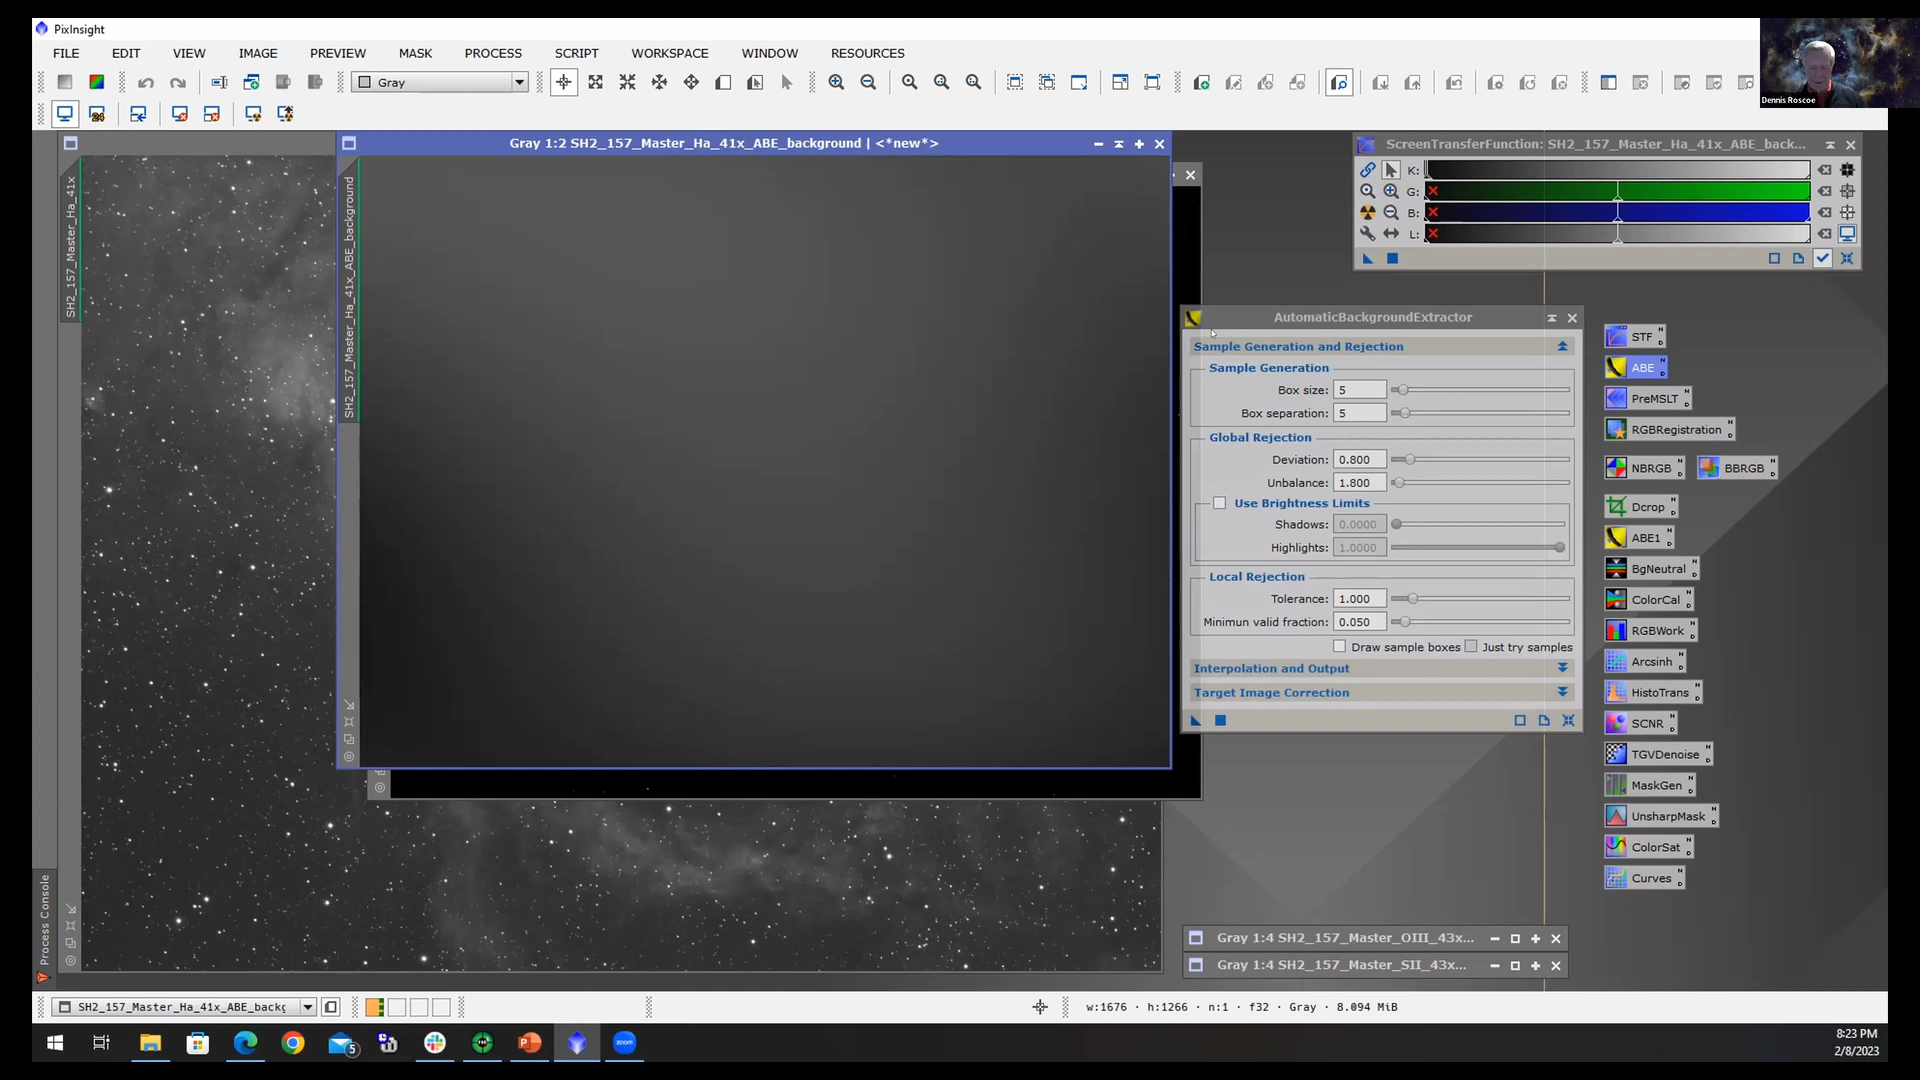 PixInsight
FILE EDIT VIEW IMAGE PREVIEW MASK PROCESS SCRIPT WORKSPACE WINDOW RESOURCES
Dennis Roscoe
Gray
24
Gray 1:2 SH2_157_Master_Ha_41x_ABE_background | <*new*>
SH2_157_Master_Ha_41x
SH2_157_Master_Ha_41x_ABE_background
ScreenTransferFunction: SH2_157_Master_Ha_41x_ABE_back...
K:
G:
B:
L:
AutomaticBackgroundExtractor
Sample Generation and Rejection
Sample Generation
Box size: 5
Box separation: 5
Global Rejection
Deviation: 0.800
Unbalance: 1.800
Use Brightness Limits
Shadows: 0.0000
Highlights: 1.0000
Local Rejection
Tolerance: 1.000
Minimun valid fraction: 0.050
Draw sample boxes Just try samples
Interpolation and Output
Target Image Correction
STF
ABE
PreMSLT
RGBRegistration
NBRGB BBRGB
Dcrop
ABE1
BgNeutral
ColorCal
RGBWork
Arcsinh
HistoTrans
SCNR
TGVDenoise
MaskGen
UnsharpMask
ColorSat
Curves
Gray 1:4 SH2_157_Master_OIII_43x...
Gray 1:4 SH2_157_Master_SII_43x...
Process Console
SH2_157_Master_Ha_41x_ABE_backg
w:1676 · h:1266 · n:1 · f32 · Gray · 8.094 MiB
5
zoom
8:23 PM
2/8/2023